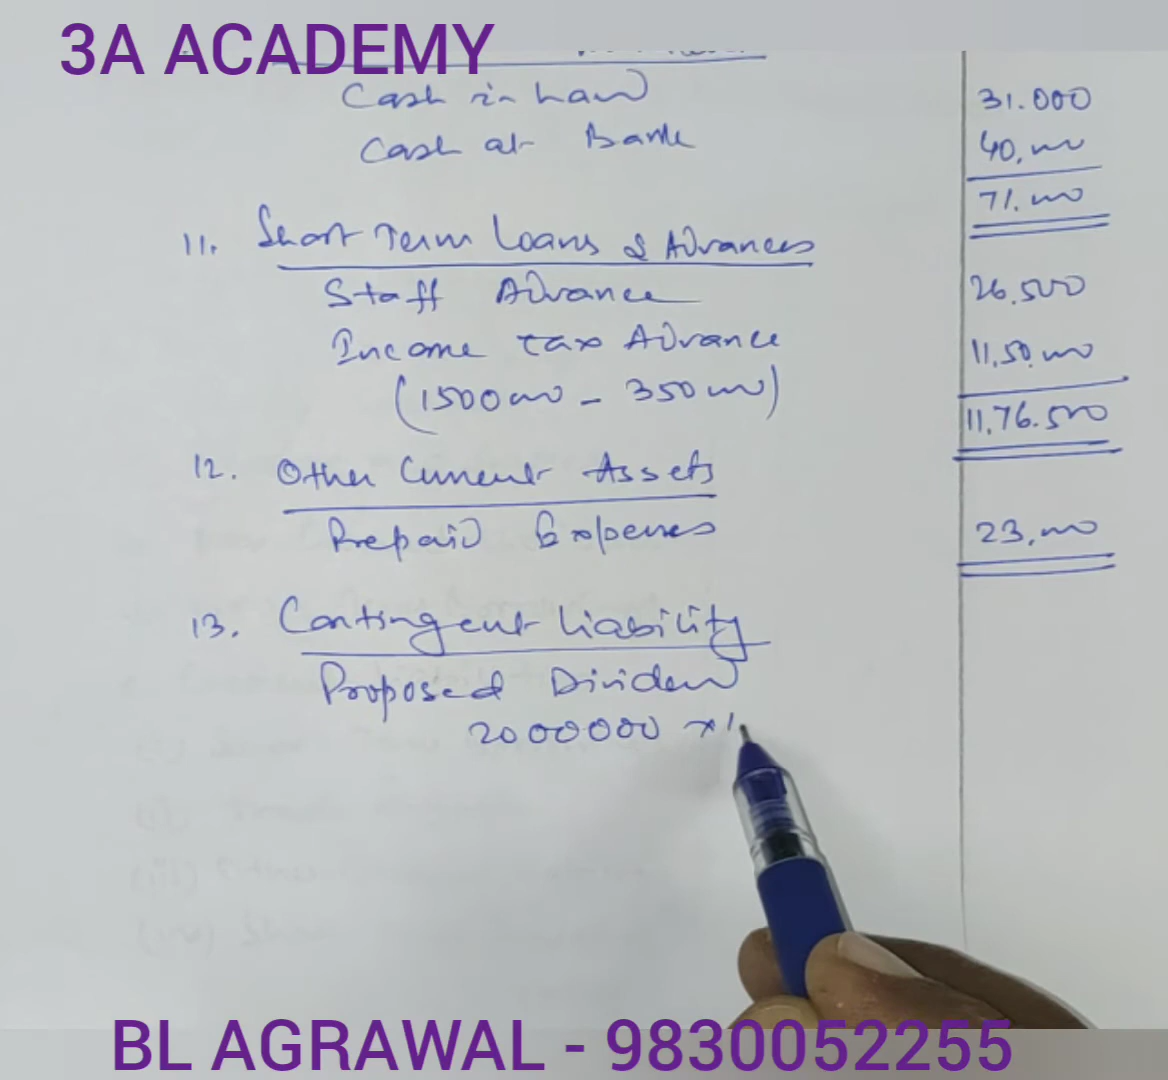 3A ACADEMY
Cash in hand 31.000
Cash at Bank 40,000
71.000
11. Short Term Loans & Advances
Staff Advance 26,500
Income tax Advance 11,50,000
(1500000 - 350000)
11,76.500
12. Other Current Assets
Prepaid Expenses 23,000
13. Contingent Liability
Proposed Dividend
2000000 × 1
BL AGRAWAL - 9830052255